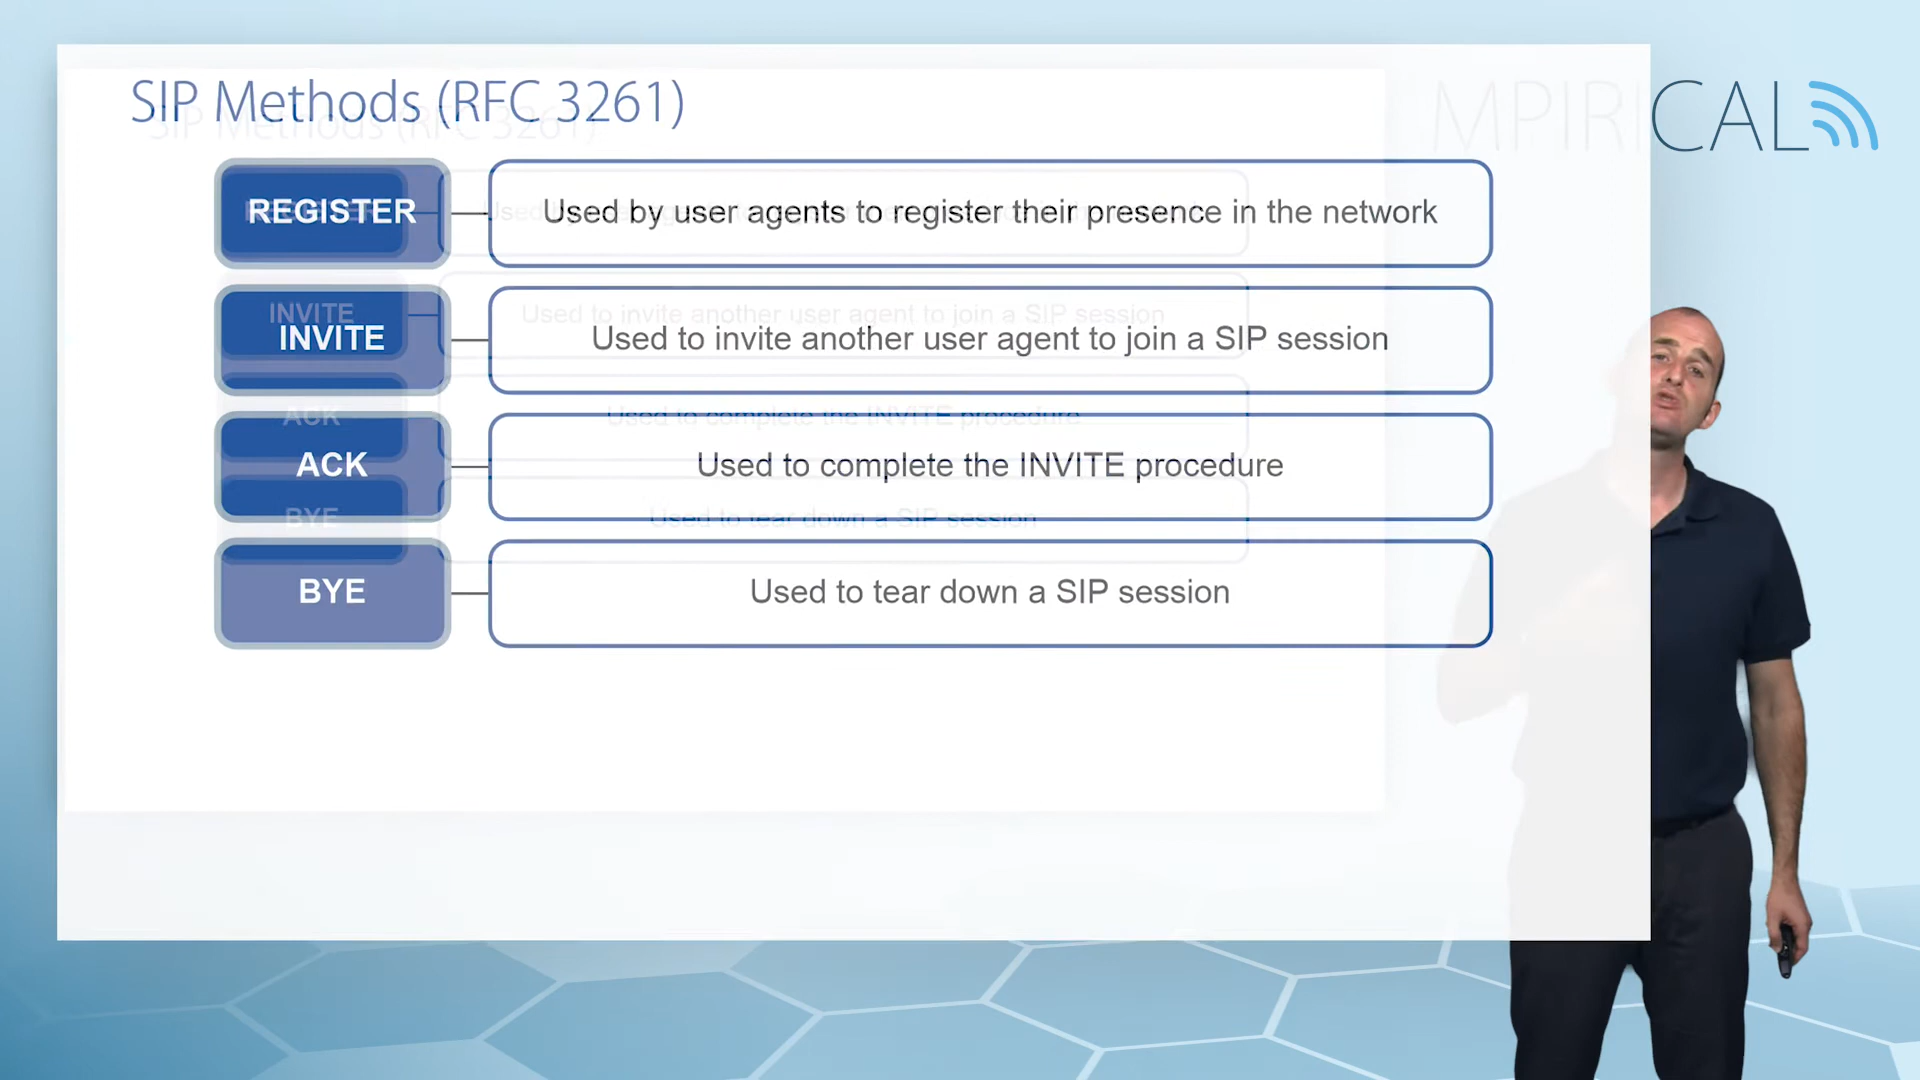 SIP Methods (RFC 3261)
MPIRICAL
REGISTER
Used by user agents to register their presence in the network
INVITE
Used to invite another user agent to join a SIP session
ACK
Used to complete the INVITE procedure
BYE
Used to tear down a SIP session